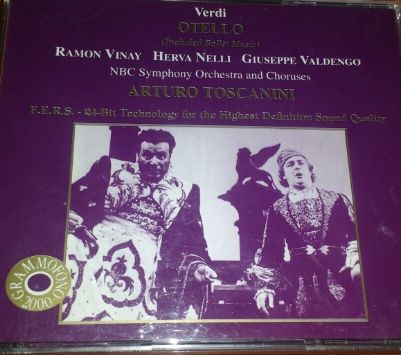 Verdi
OTELLO
(Included Ballet Music)
RAMON VINAY HERVA NELLI GIUSEPPE VALDENGO
NBC Symphony Orchestra and Choruses
ARTURO TOSCANINI
F.E.R.S. - 24-Bit Technology for the Highest Definition Sound Quality
GRAMMOFONO
2000